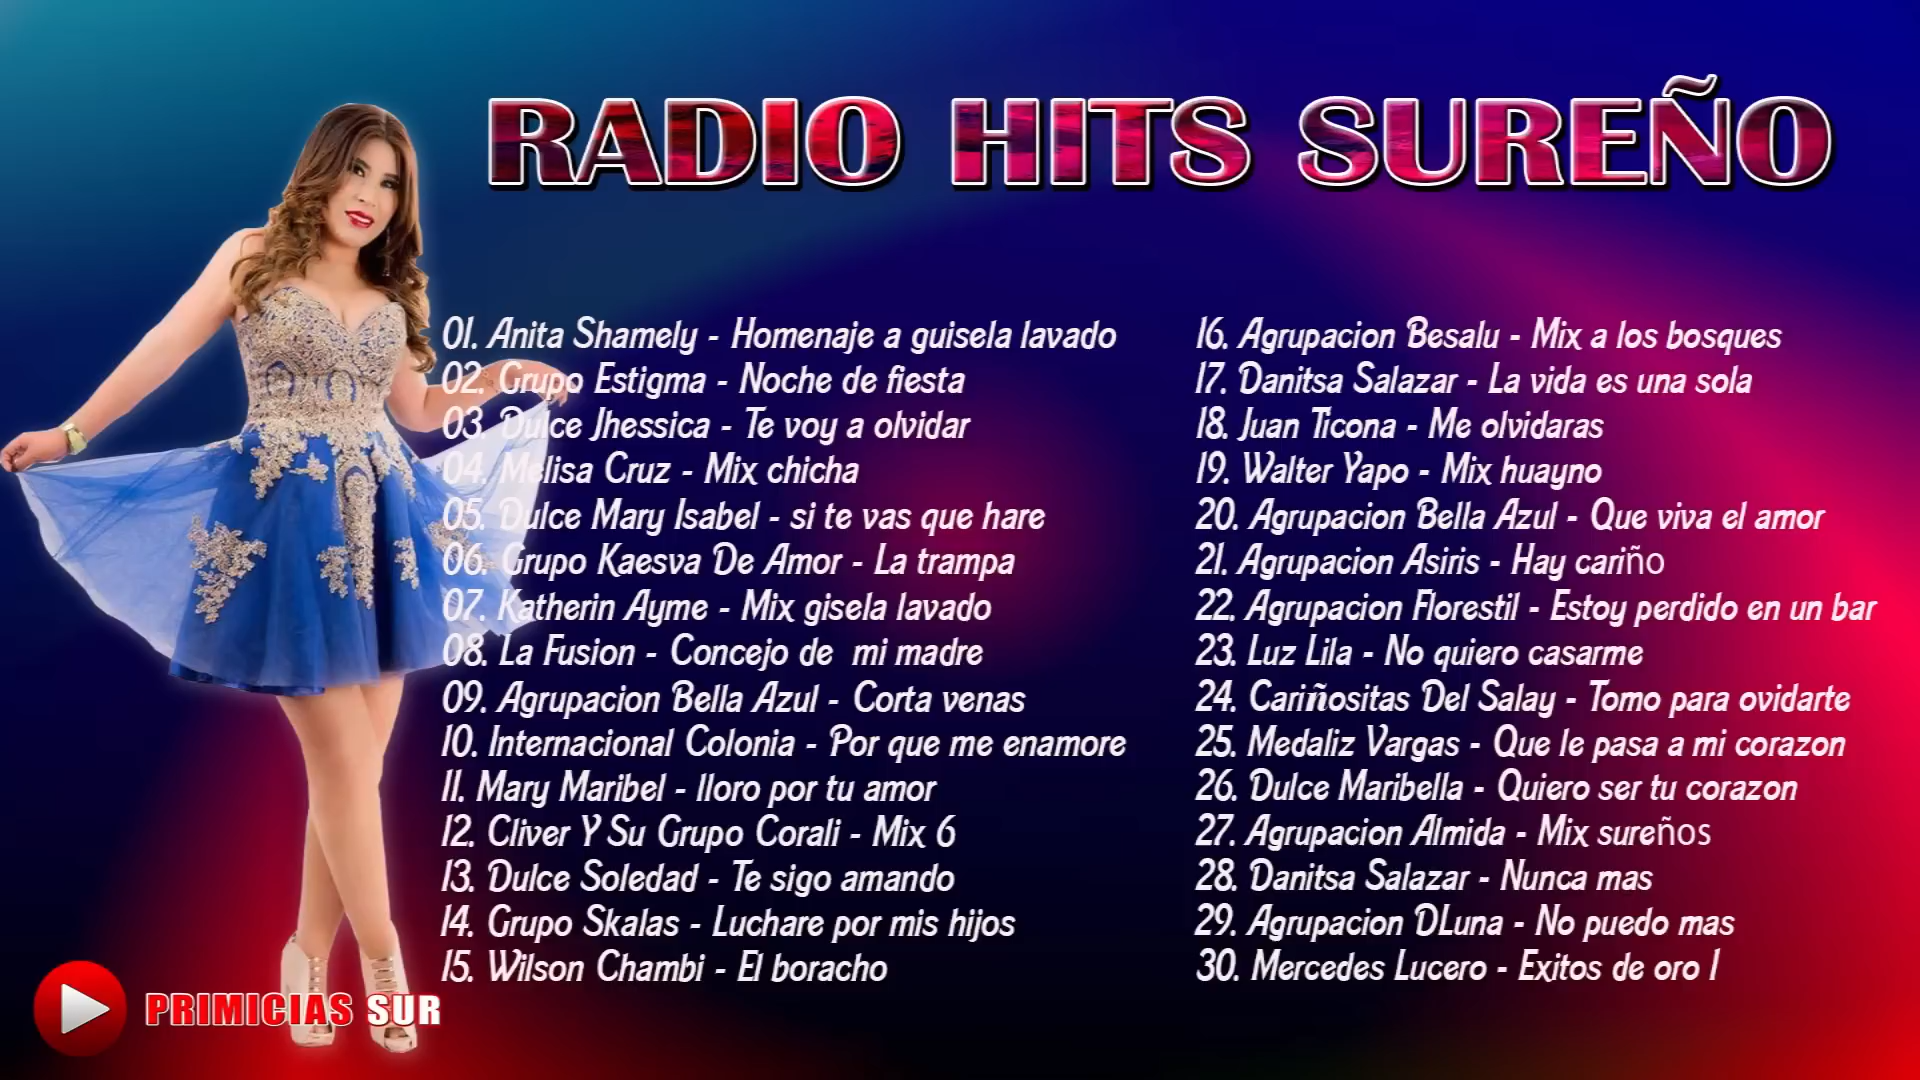 RADIO HITS SUREÑO
01. Anita Shamely - Homenaje a guisela lavado
02. Grupo Estigma - Noche de fiesta
03. Dulce Jhessica - Te voy a olvidar
04. Melisa Cruz - Mix chicha
05. Dulce Mary Isabel - si te vas que hare
06. Grupo Kaesva De Amor - La trampa
07. Katherin Ayme - Mix gisela lavado
08. La Fusion - Concejo de mi madre
09. Agrupacion Bella Azul - Corta venas
10. Internacional Colonia - Por que me enamore
11. Mary Maribel - lloro por tu amor
12. Cliver Y Su Grupo Corali - Mix 6
13. Dulce Soledad - Te sigo amando
14. Grupo Skalas - Luchare por mis hijos
15. Wilson Chambi - El boracho
16. Agrupacion Besalu - Mix a los bosques
17. Danitsa Salazar - La vida es una sola
18. Juan Ticona - Me olvidaras
19. Walter Yapo - Mix huayno
20. Agrupacion Bella Azul - Que viva el amor
21. Agrupacion Asiris - Hay cariño
22. Agrupacion Florestil - Estoy perdido en un bar
23. Luz Lila - No quiero casarme
24. Cariñositas Del Salay - Tomo para ovidarte
25. Medaliz Vargas - Que le pasa a mi corazon
26. Dulce Maribella - Quiero ser tu corazon
27. Agrupacion Almida - Mix sureños
28. Danitsa Salazar - Nunca mas
29. Agrupacion DLuna - No puedo mas
30. Mercedes Lucero - Exitos de oro 1
PRIMICIAS SUR